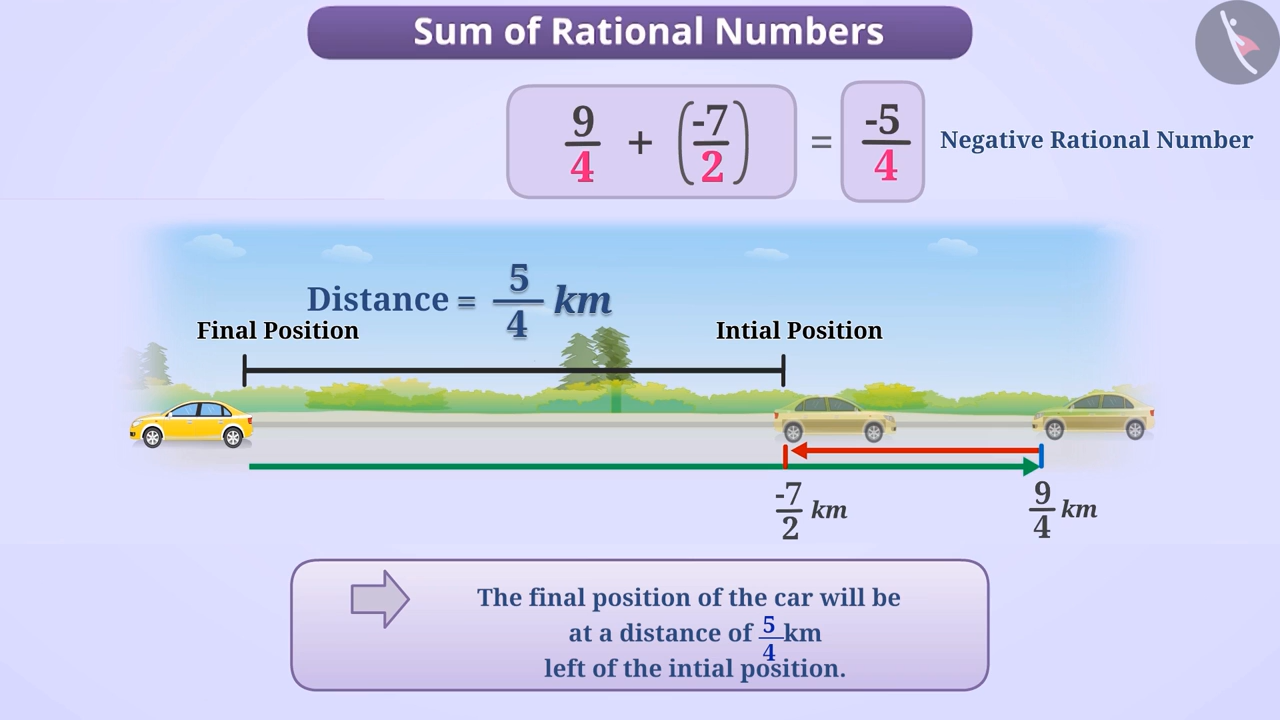 Sum of Rational Numbers
9/4 + (-7/2) = -5/4 Negative Rational Number
Distance = 5/4 km
Final Position Intial Position
-7/2 km 9/4 km
The final position of the car will be
at a distance of 5/4 km
left of the intial position.